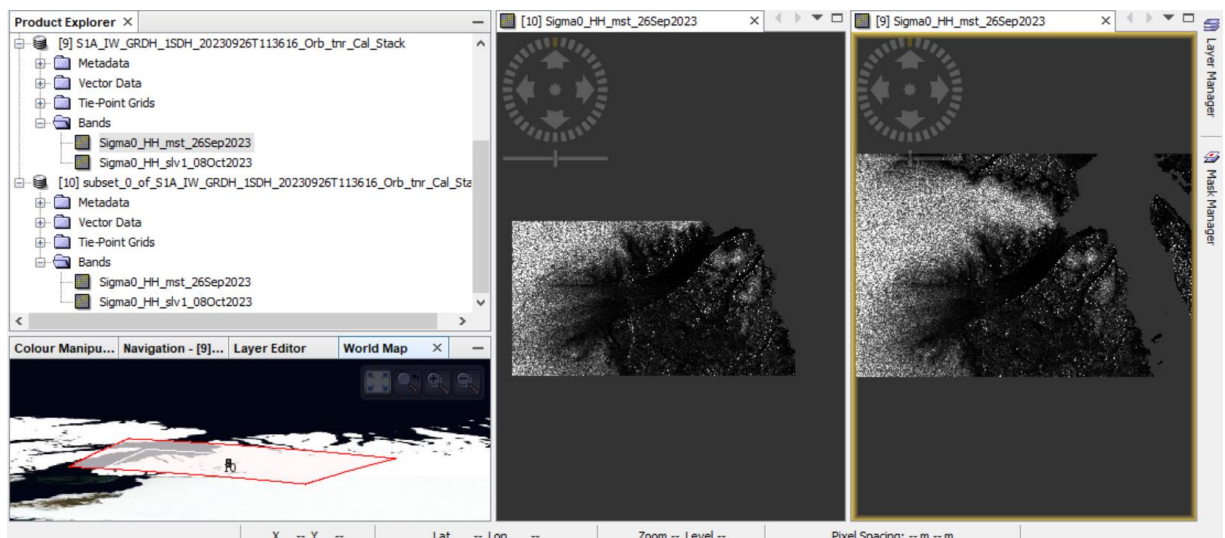 Product Explorer
[9] S1A_IW_GRDH_1SDH_20230926T113616_Orb_tnr_Cal_Stack
Metadata
Vector Data
Tie-Point Grids
Bands
Sigma0_HH_mst_26Sep2023
Sigma0_HH_slv1_08Oct2023
[10] subset_0_of_S1A_IW_GRDH_1SDH_20230926T113616_Orb_tnr_Cal_Sta
Metadata
Vector Data
Tie-Point Grids
Bands
Sigma0_HH_mst_26Sep2023
Sigma0_HH_slv1_08Oct2023
Colour Manipu... Navigation - [9]... Layer Editor World Map
[10] Sigma0_HH_mst_26Sep2023
[9] Sigma0_HH_mst_26Sep2023
Layer Manager
Mask Manager
X -- Y -- Lat -- Lon -- Zoom -- Level -- Pixel Spacing: -- m -- m